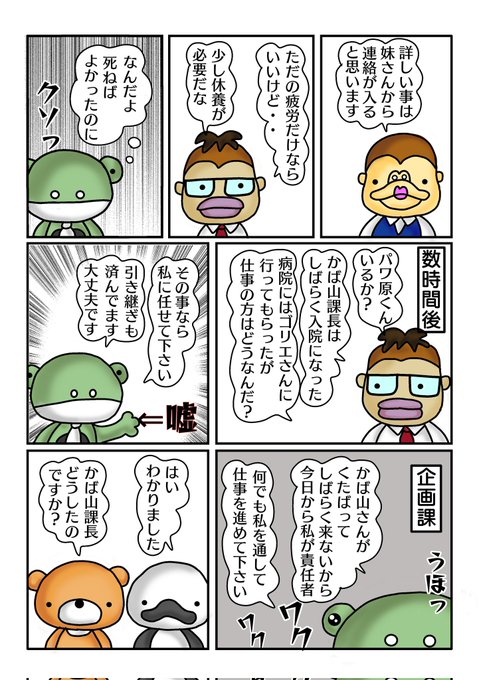 詳しい事は
妹さんから
連絡が入る
と思います
ただの疲労だけなら
いいけど・・
少し休養が
必要だな
なんだよ
死ねば
よかったのに
クソっ
数時間後
パワ原くん
いるか?
かば山課長は
しばらく入院になった
病院にはゴリエさんに
行ってもらったが
仕事の方はどうなんだ?
その事なら
私に任せて下さい
引き継ぎも
済んでます
大丈夫です
⇐嘘
企画課
かば山さんが
くたばって
しばらく来ないから
今日から私が責任者
何でも私を通して
仕事を進めて下さい
うほっ
ワク
ワク
はい
わかりました
かば山課長
どうしたの
ですか?